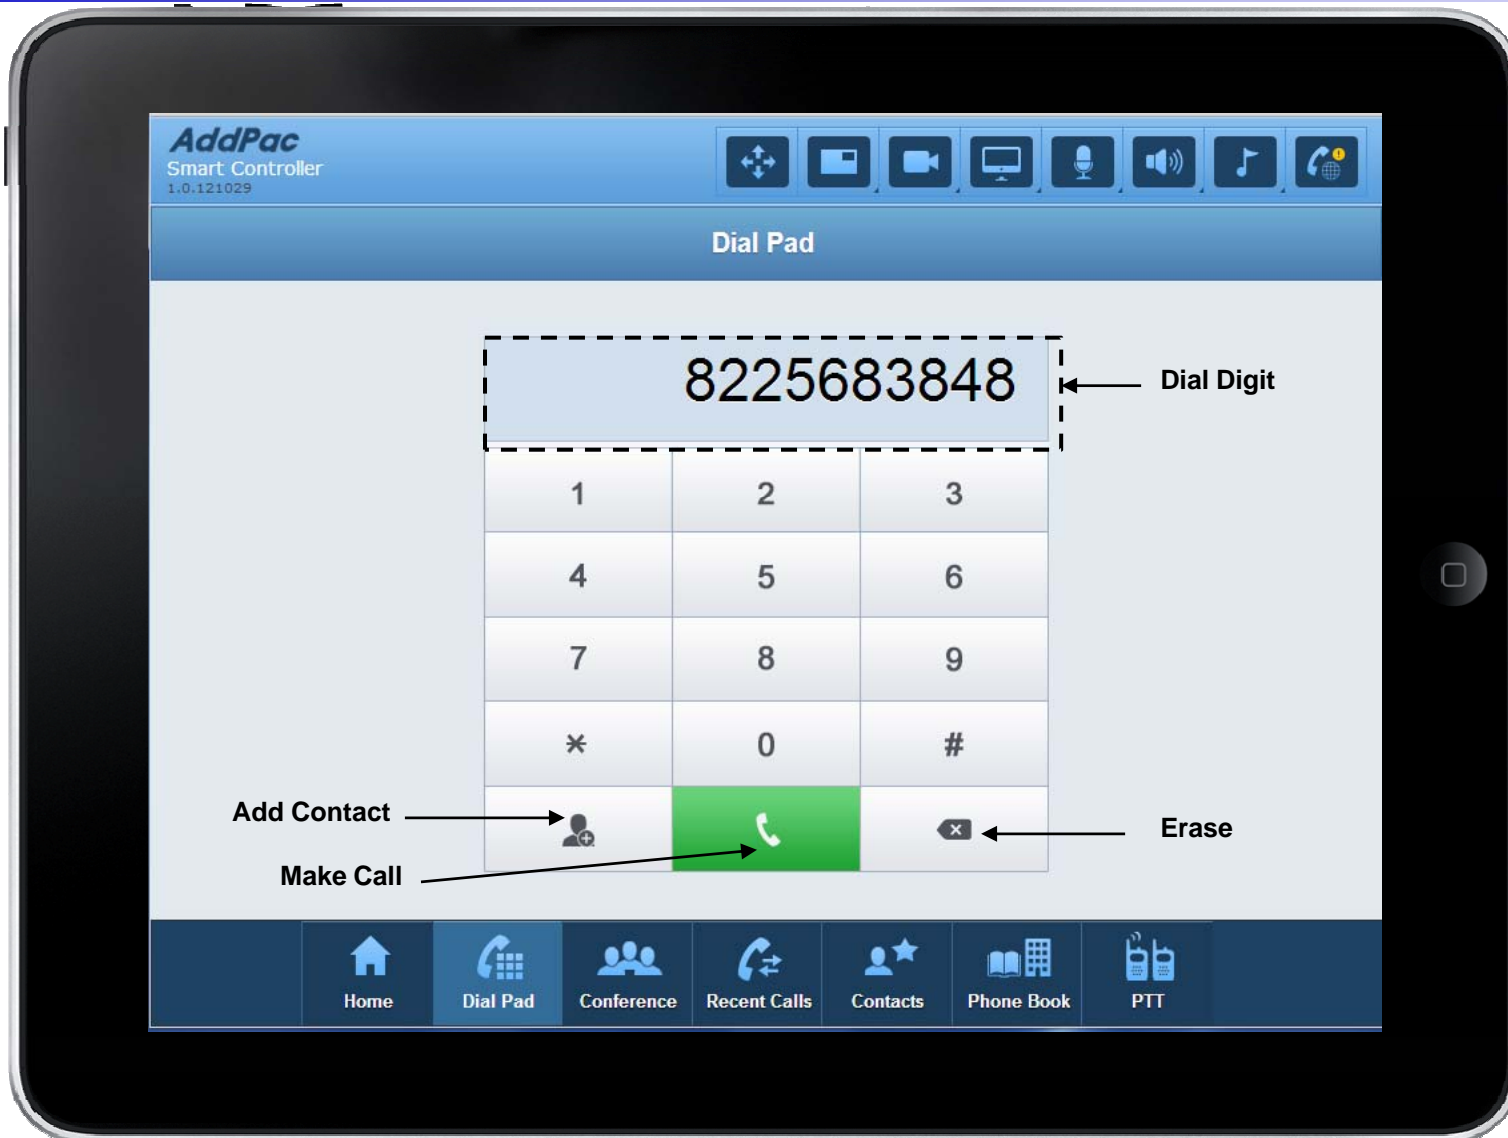 AddPac
Smart Controller
1.0.121029
Dial Pad
8225683848
Dial Digit
1 2 3
4 5 6
7 8 9
* 0 #
Add Contact
Erase
Make Call
Home Dial Pad Conference Recent Calls Contacts Phone Book PTT